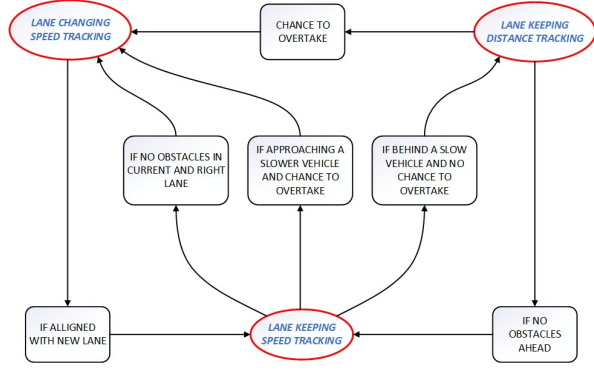 LANE CHANGING
SPEED TRACKING
CHANCE TO
OVERTAKE
LANE KEEPING
DISTANCE TRACKING
IF NO OBSTACLES IN
CURRENT AND RIGHT
LANE
IF APPROACHING A
SLOWER VEHICLE
AND CHANCE TO
OVERTAKE
IF BEHIND A SLOW
VEHICLE AND NO
CHANCE TO
OVERTAKE
IF ALLIGNED
WITH NEW LANE
LANE KEEPING
SPEED TRACKING
IF NO
OBSTACLES
AHEAD